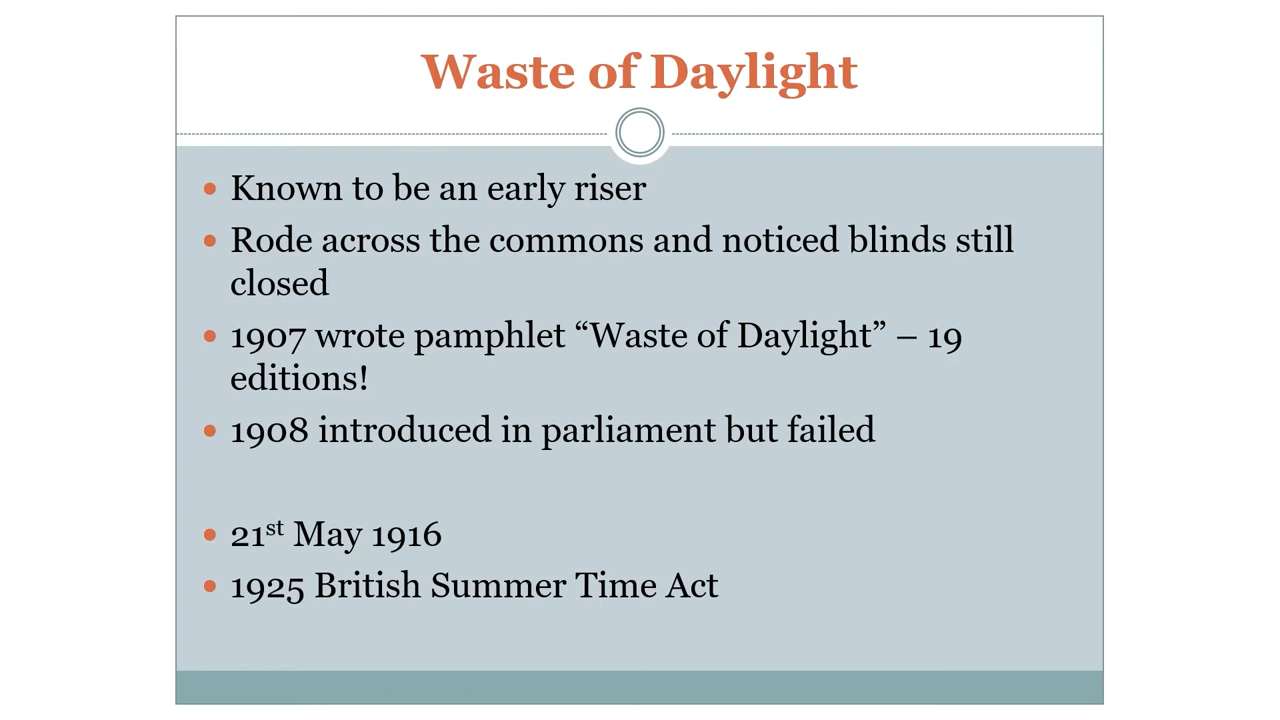 Waste of Daylight
Known to be an early riser
Rode across the commons and noticed blinds still
closed
1907 wrote pamphlet “Waste of Daylight” – 19
editions!
1908 introduced in parliament but failed
21st May 1916
1925 British Summer Time Act